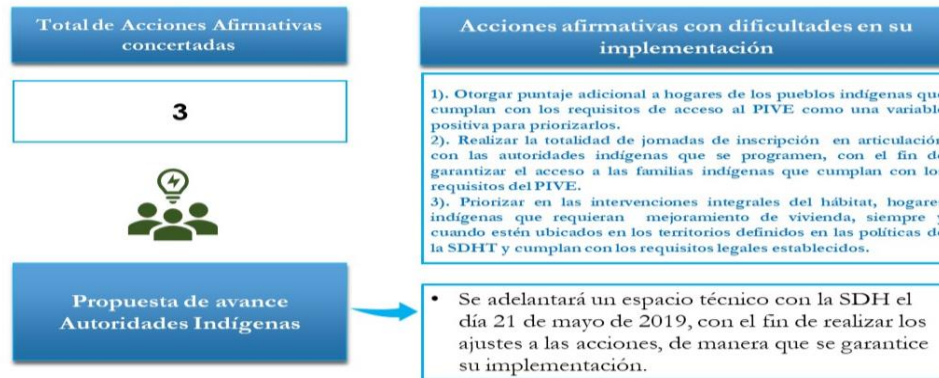 Total de Acciones Afirmativas
concertadas
3
Acciones afirmativas con dificultades en su
implementación
1). Otorgar puntaje adicional a hogares de los pueblos indígenas que
cumplan con los requisitos de acceso al PIVE como una variable
positiva para priorizarlos.
2). Realizar la totalidad de jornadas de inscripción en articulación
con las autoridades indígenas que se programen, con el fin de
garantizar el acceso a las familias indígenas que cumplan con los
requisitos del PIVE.
3). Priorizar en las intervenciones integrales del hábitat, hogares
indígenas que requieran mejoramiento de vivienda, siempre y
cuando estén ubicados en los territorios definidos en las políticas de
la SDHT y cumplan con los requisitos legales establecidos.
Propuesta de avance
Autoridades Indígenas
• Se adelantará un espacio técnico con la SDH el
día 21 de mayo de 2019, con el fin de realizar los
ajustes a las acciones, de manera que se garantice
su implementación.